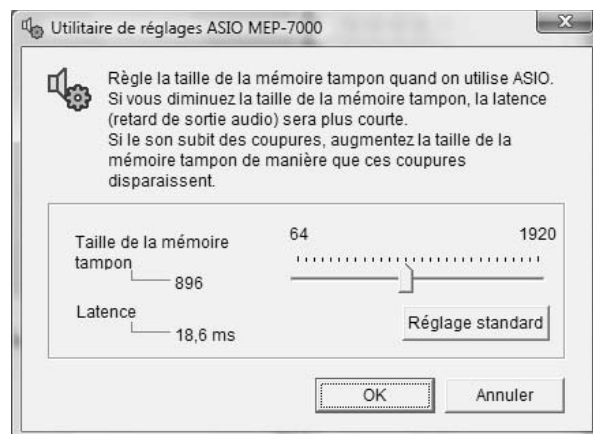 Utilitaire de réglages ASIO MEP-7000
Règle la taille de la mémoire tampon quand on utilise ASIO.
Si vous diminuez la taille de la mémoire tampon, la latence
(retard de sortie audio) sera plus courte.
Si le son subit des coupures, augmentez la taille de la
mémoire tampon de manière que ces coupures
disparaissent.
Taille de la mémoire
tampon
896
64
1920
Latence
18,6 ms
Réglage standard
OK
Annuler